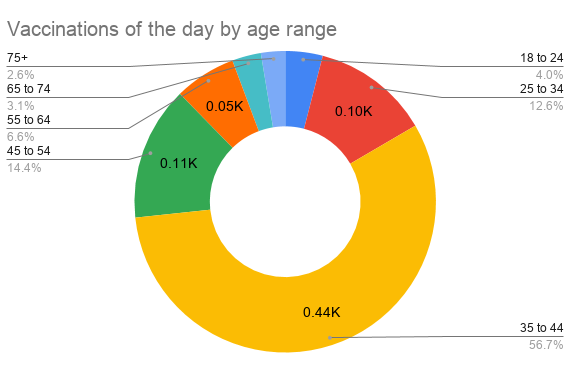 Vaccinations of the day by age range
75+
2.6%
65 to 74
3.1%
55 to 64
6.6%
45 to 54
14.4%
18 to 24
4.0%
25 to 34
12.6%
0.05K
0.10K
0.11K
0.44K
35 to 44
56.7%